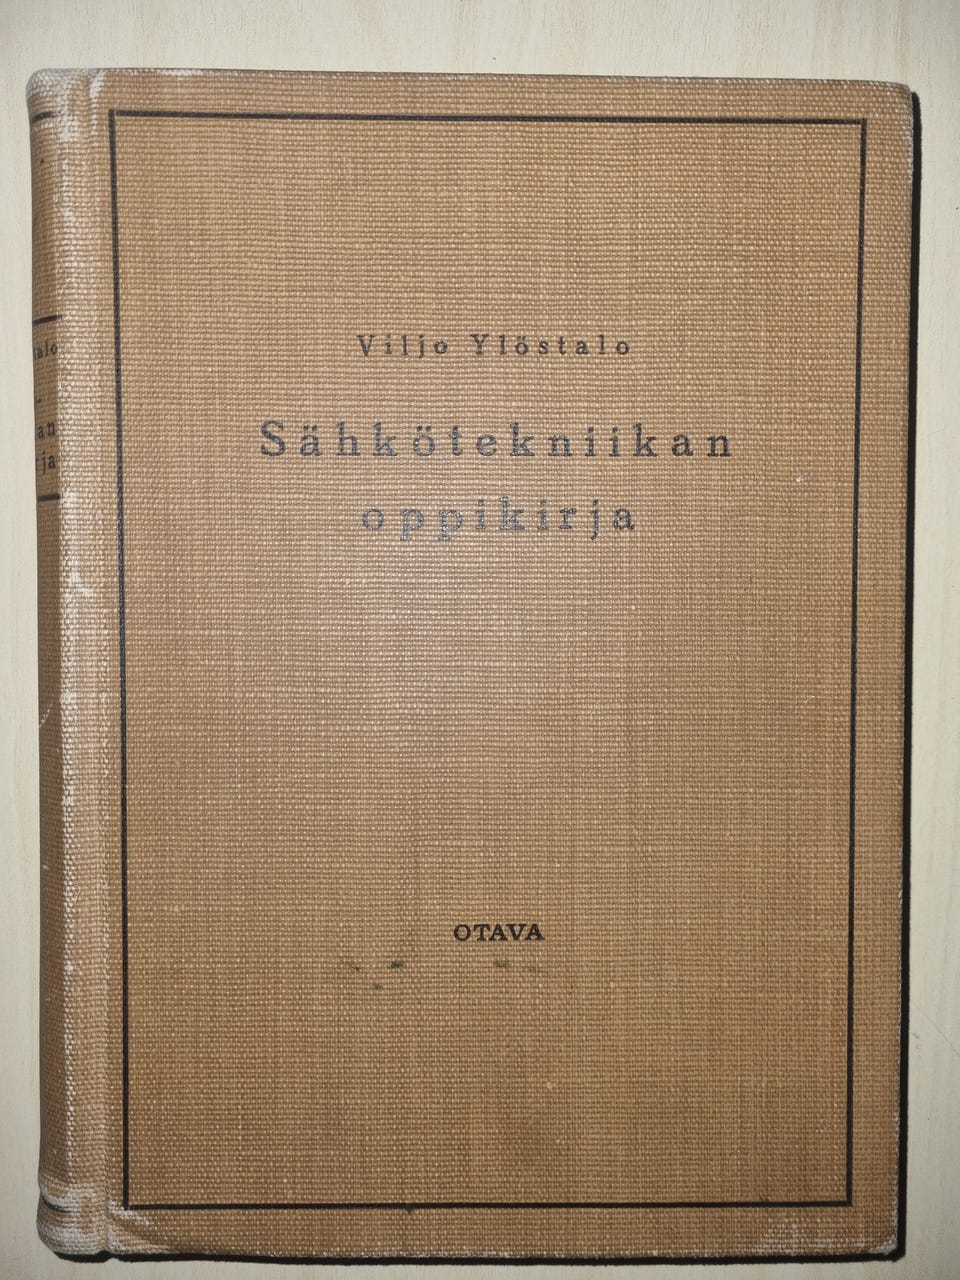 Viljo Ylöstalo
Sähkötekniikan
oppikirja
OTAVA